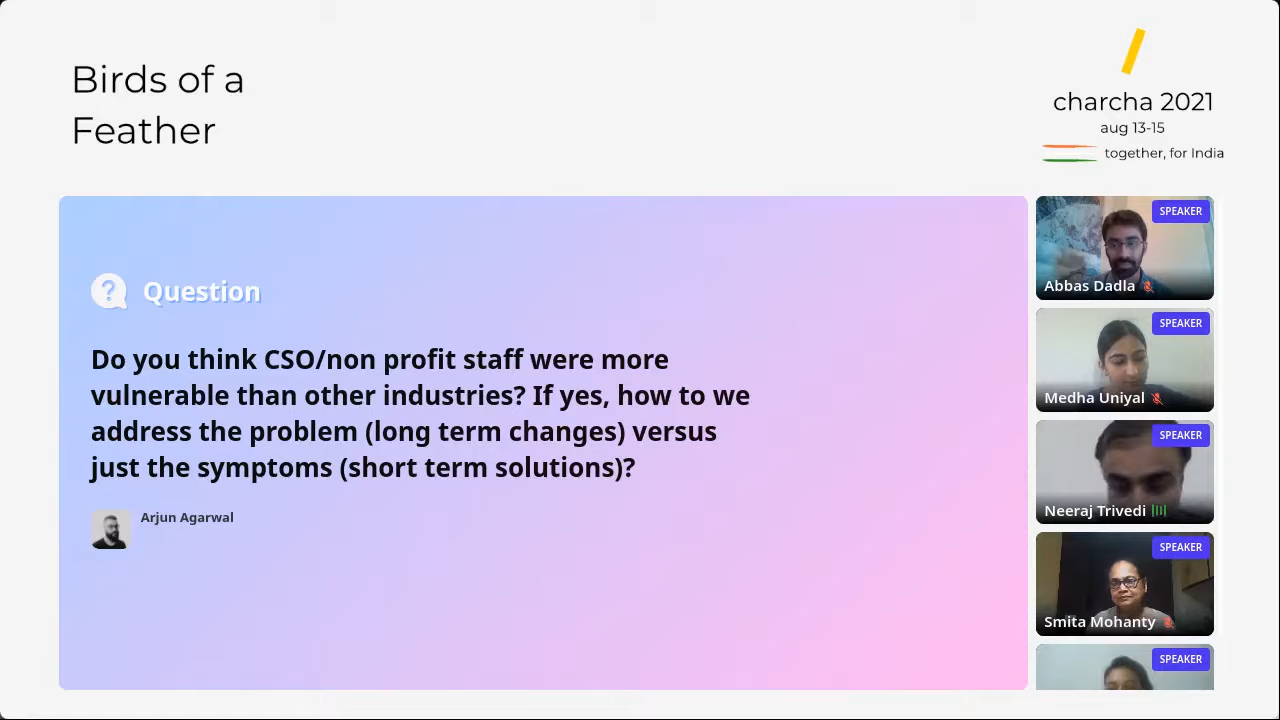 Birds of a
Feather
charcha 2021
aug 13-15
together, for India
? Question
Do you think CSO/non profit staff were more
vulnerable than other industries? If yes, how to we
address the problem (long term changes) versus
just the symptoms (short term solutions)?
Arjun Agarwal
SPEAKER
Abbas Dadla
SPEAKER
Medha Uniyal
SPEAKER
Neeraj Trivedi
SPEAKER
Smita Mohanty
SPEAKER